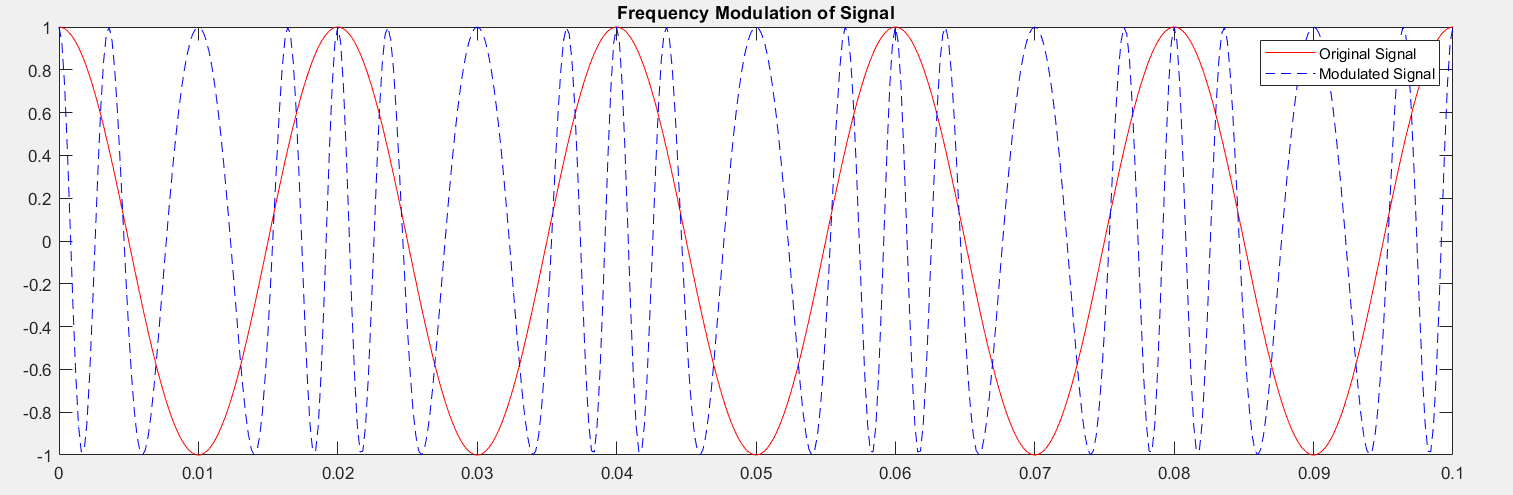 Frequency Modulation of Signal
1
0.8
0.6
0.4
0.2
0
-0.2
-0.4
-0.6
-0.8
-1
Original Signal
Modulated Signal
0 0.01 0.02 0.03 0.04 0.05 0.06 0.07 0.08 0.09 0.1